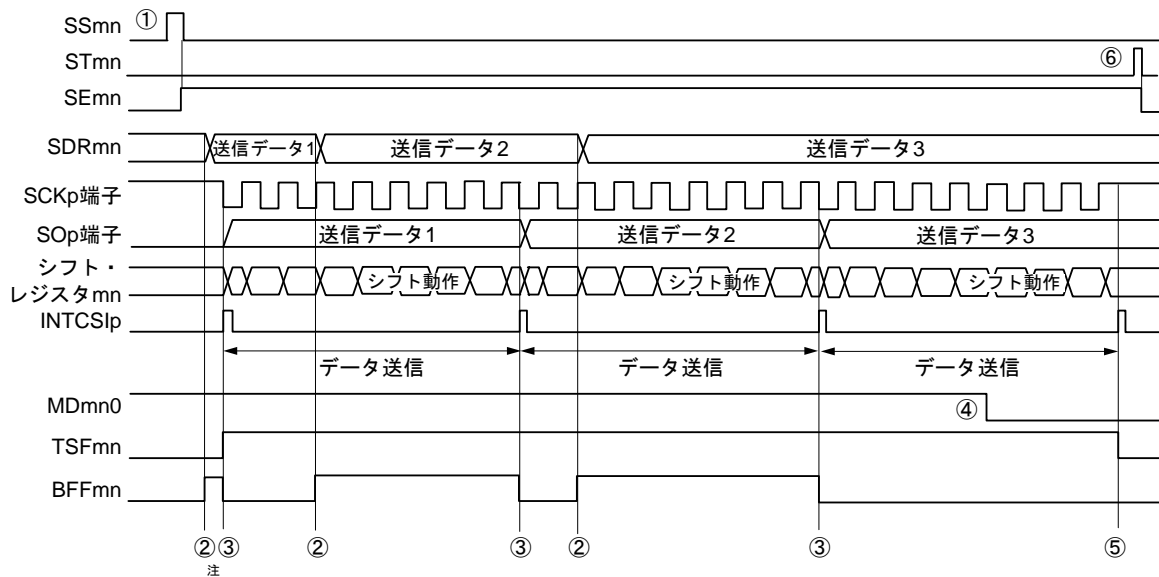 SSmn ①
STmn ⑥
SEmn
SDRmn 送信データ1 送信データ2 送信データ3
SCKp端子
SOp端子 送信データ1 送信データ2 送信データ3
シフト・
レジスタmn シフト動作 シフト動作 シフト動作
INTCSIp
データ送信 データ送信 データ送信
MDmn0 ④
TSFmn
BFFmn
② ③ ② ③ ② ③ ⑤
注